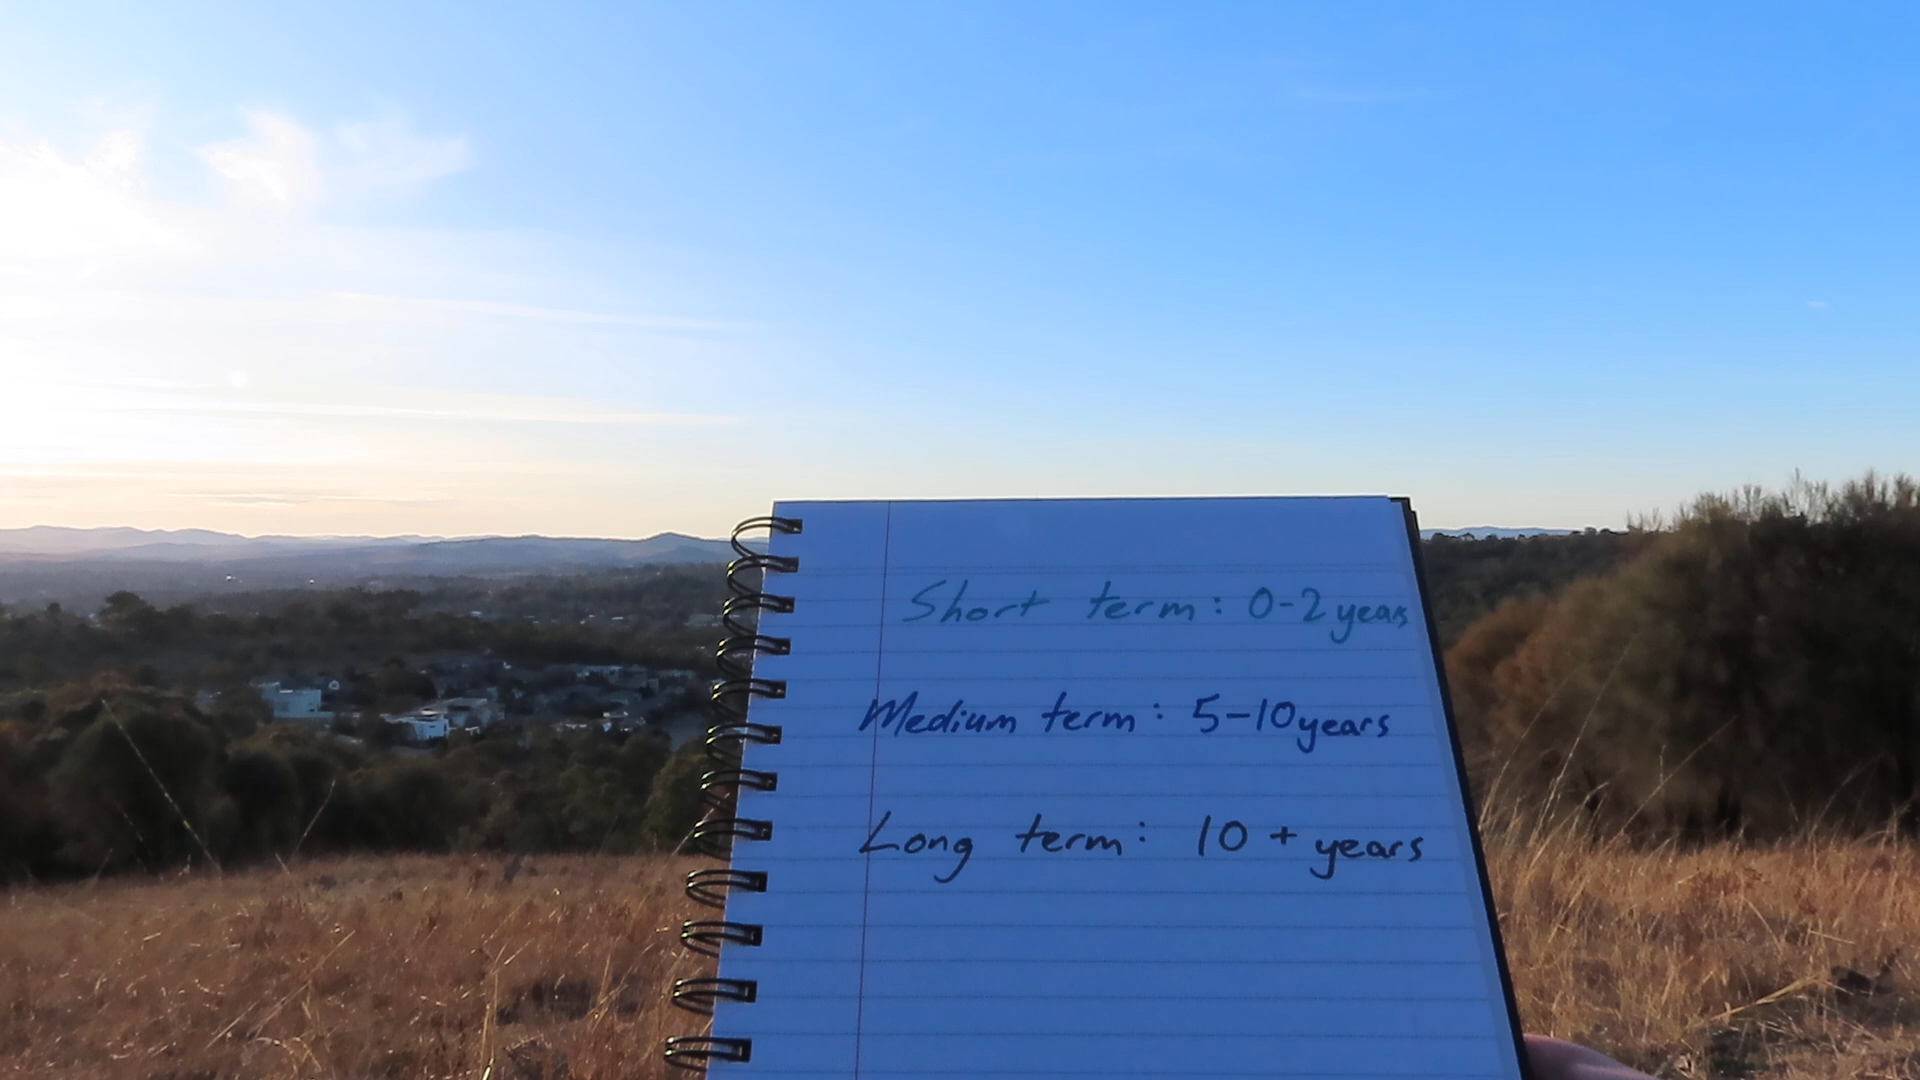 Short term: 0-2 years
Medium term: 5-10 years
Long term: 10 + years